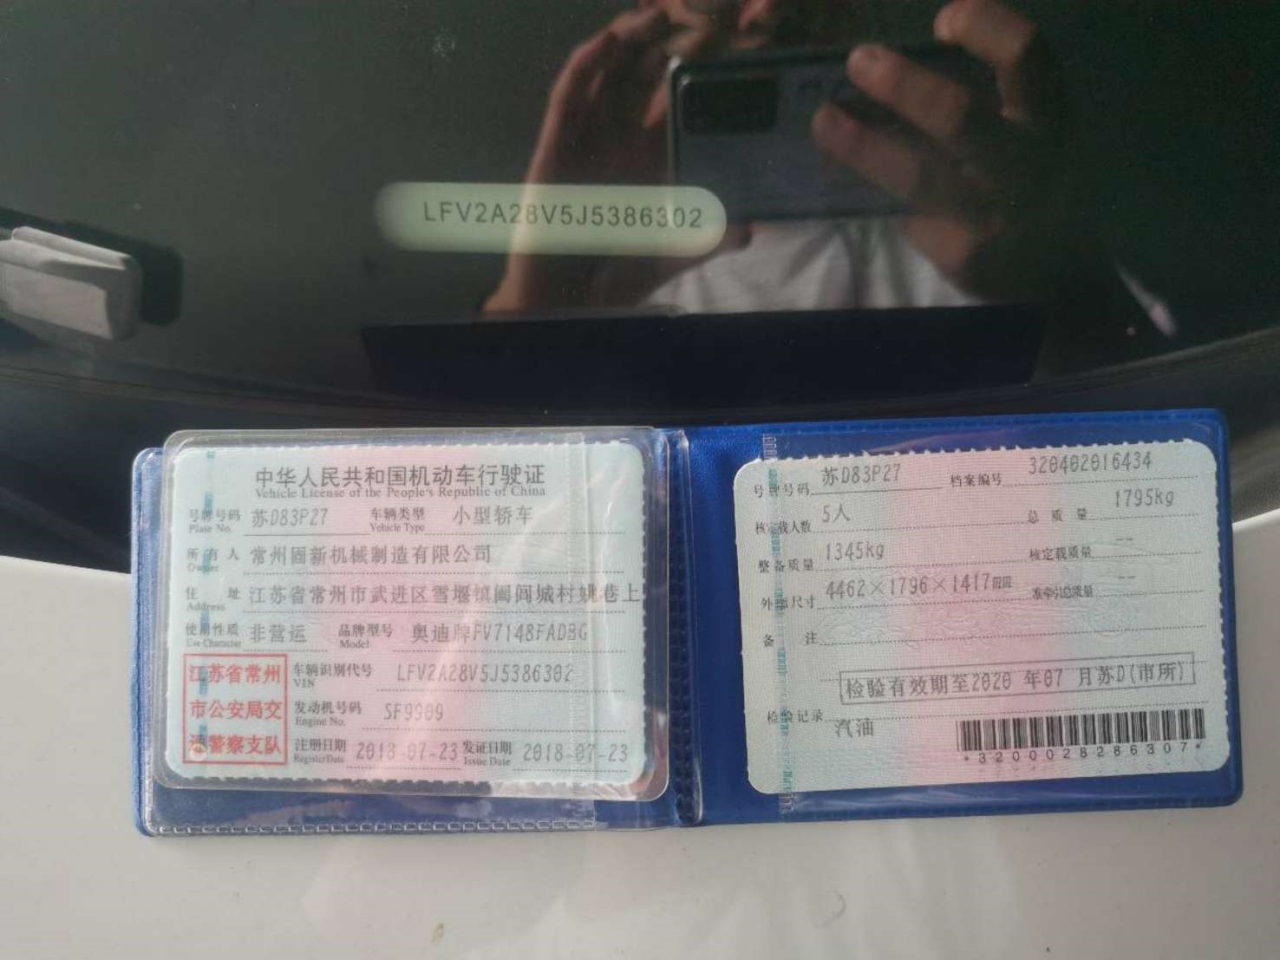 LFV2A28V5J5386302
中华人民共和国机动车行驶证
Vehicle License of the People's Republic of China
号牌号码 苏D83P27 车辆类型 小型轿车
Plate No. Vehicle Type
所有人 常州固新机械制造有限公司
Owner
住址 江苏省常州市武进区雪堰镇阖闾城村姚巷上
Address
使用性质 非营运 品牌型号 奥迪牌FV7148FADBG
Use Character Model
江苏省常州
市公安局交
通警察支队
车辆识别代号 LFV2A28V5J5386302
VIN
发动机号码 SF9909
Engine No.
注册日期 2018-07-23 发证日期 2018-07-23
Register Date Issue Date
号牌号码 苏D83P27 档案编号 320402016434
核定载人数 5人 总质量 1795kg
整备质量 1345kg 核定载质量 --
外廓尺寸 4462×1796×1417mm 准牵引总质量 --
备注
检验有效期至2020年07月苏D(市所)
检验记录
汽油
*3200028286307*